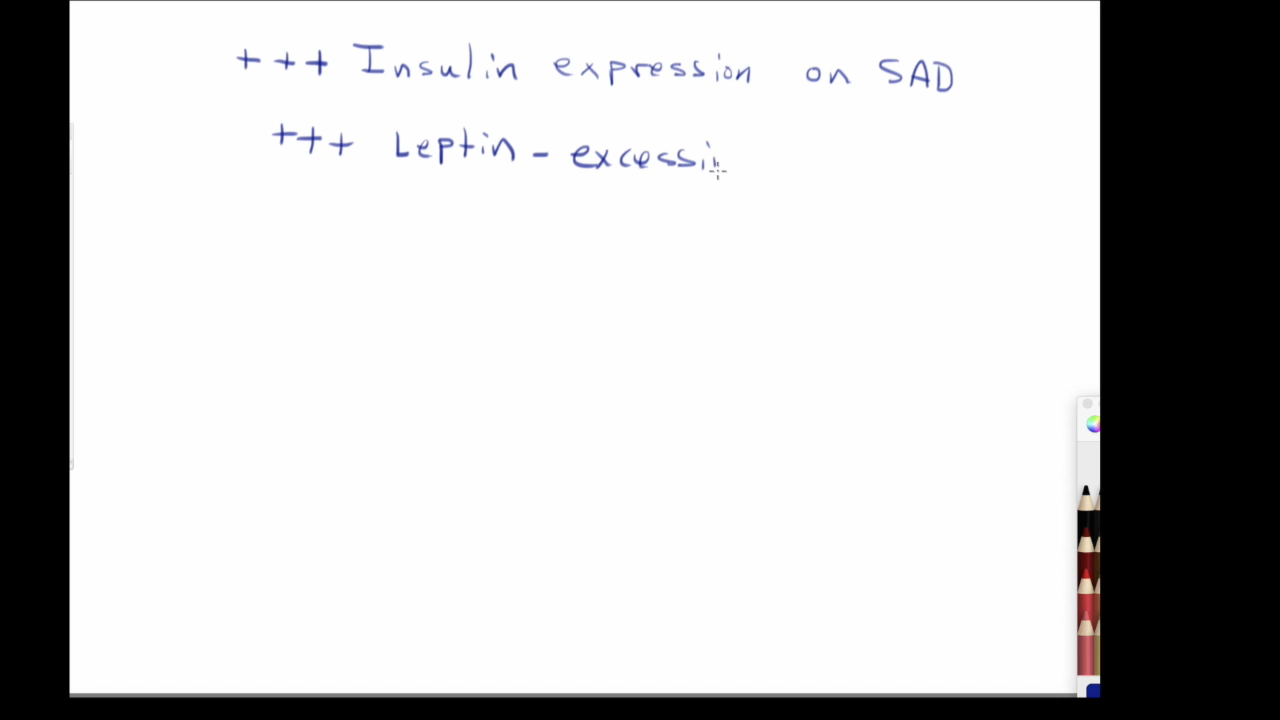 +++ Insulin expression on SAD
+++ Leptin - excessi